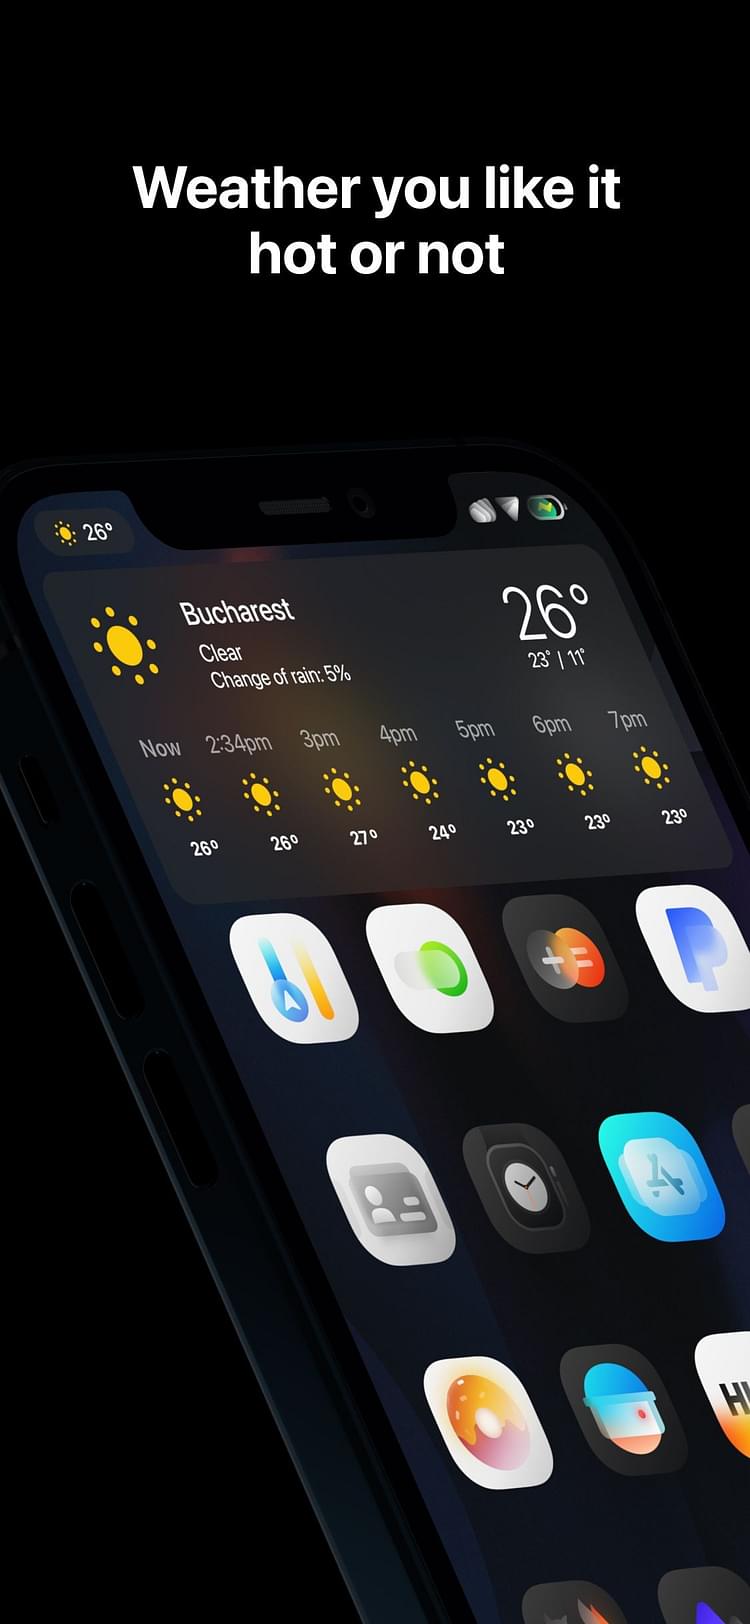 Weather you like it
hot or not
26°
Bucharest
26°
Clear
23° | 11°
Change of rain: 5%
Now 2:34pm 3pm 4pm 5pm 6pm 7pm
26° 26° 27° 24° 23° 23° 23°